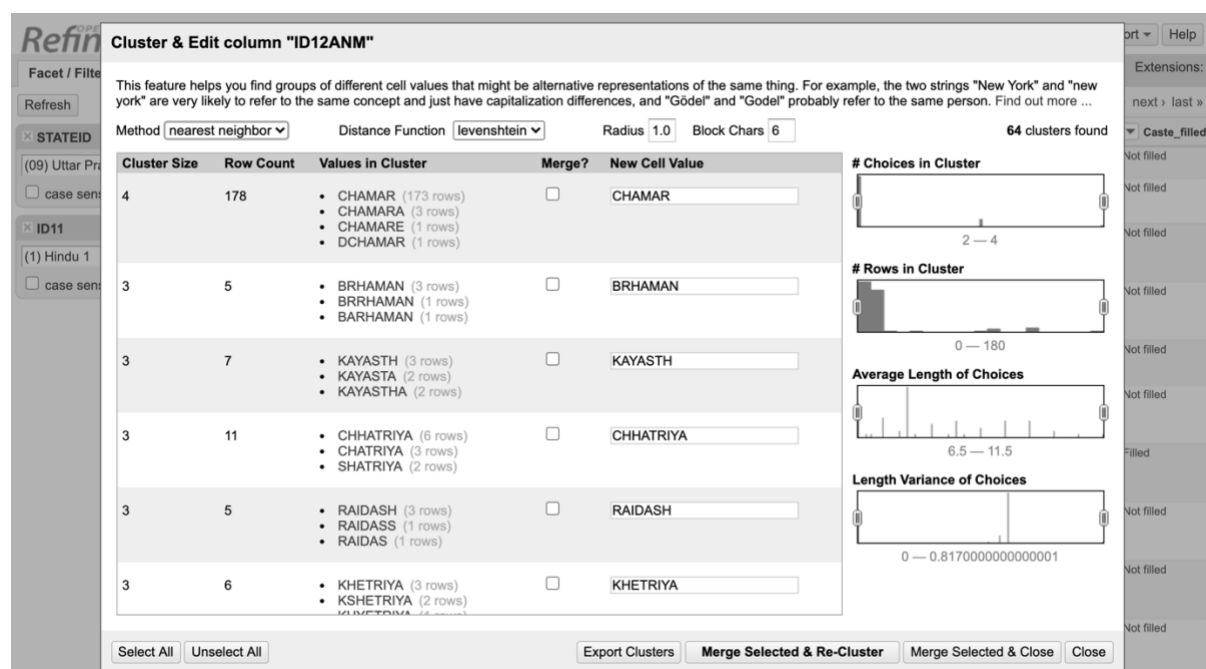 OPE
Refin
ort Help
Cluster & Edit column "ID12ANM"
Facet / Filte
Extensions:
This feature helps you find groups of different cell values that might be alternative representations of the same thing. For example, the two strings "New York" and "new
york" are very likely to refer to the same concept and just have capitalization differences, and "Gödel" and "Godel" probably refer to the same person. Find out more ...
Refresh
next › last »
Method nearest neighbor Distance Function levenshtein Radius 1.0 Block Chars 6 64 clusters found
STATEID
Caste_filled
(09) Uttar Pra
case sens
ID11
(1) Hindu 1
case sens
Cluster Size Row Count Values in Cluster Merge? New Cell Value
4 178 • CHAMAR (173 rows) CHAMAR
• CHAMARA (3 rows)
• CHAMARE (1 rows)
• DCHAMAR (1 rows)
3 5 • BRHAMAN (3 rows) BRHAMAN
• BRRHAMAN (1 rows)
• BARHAMAN (1 rows)
3 7 • KAYASTH (3 rows) KAYASTH
• KAYASTA (2 rows)
• KAYASTHA (2 rows)
3 11 • CHHATRIYA (6 rows) CHHATRIYA
• CHATRIYA (3 rows)
• SHATRIYA (2 rows)
3 5 • RAIDASH (3 rows) RAIDASH
• RAIDASS (1 rows)
• RAIDAS (1 rows)
3 6 • KHETRIYA (3 rows) KHETRIYA
• KSHETRIYA (2 rows)
# Choices in Cluster
2 — 4
# Rows in Cluster
0 — 180
Average Length of Choices
6.5 — 11.5
Length Variance of Choices
0 — 0.8170000000000001
Not filled
Not filled
Not filled
Not filled
Not filled
Not filled
Filled
Not filled
Not filled
Not filled
Select All Unselect All Export Clusters Merge Selected & Re-Cluster Merge Selected & Close Close